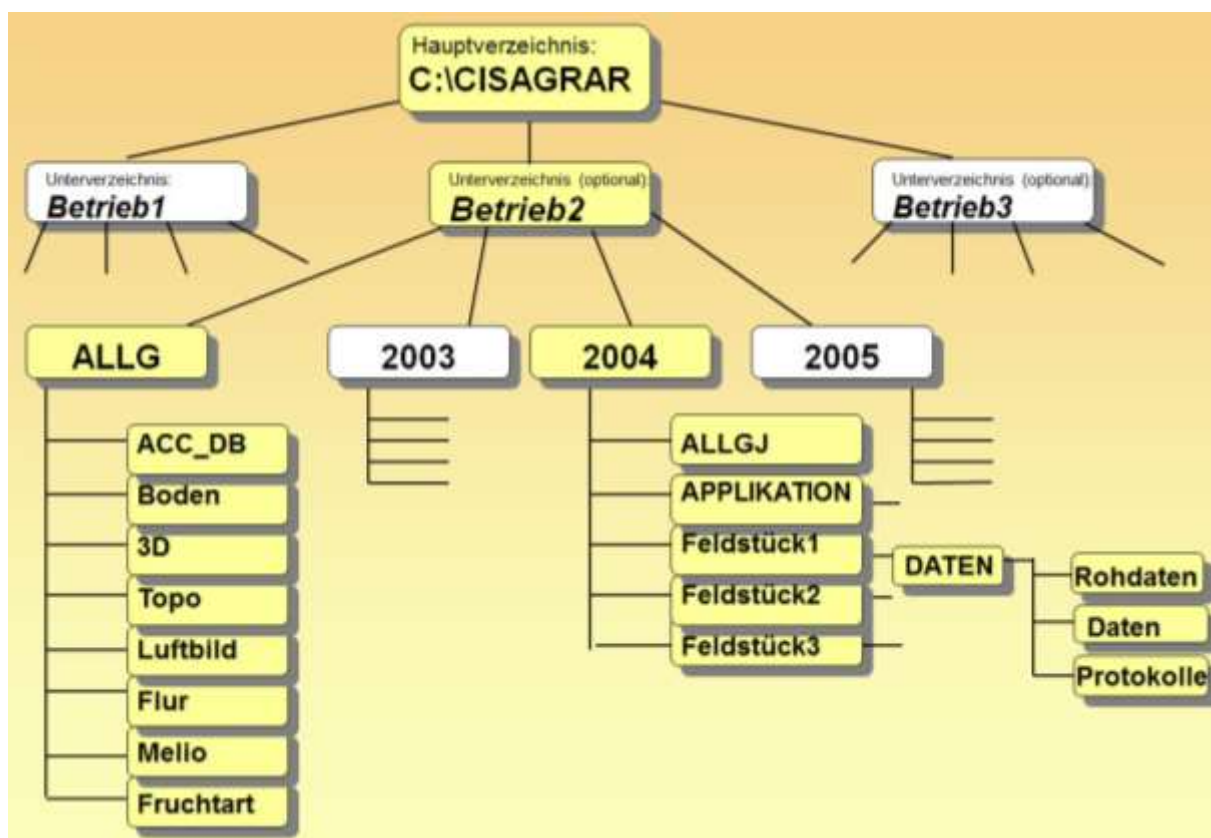 Hauptverzeichnis:
C:\CISAGRAR
Unterverzeichnis:
Betrieb1
Unterverzeichnis (optional):
Betrieb2
Unterverzeichnis (optional):
Betrieb3
ALLG
2003
2004
2005
ACC_DB
Boden
3D
Topo
Luftbild
Flur
Melio
Fruchtart
ALLGJ
APPLIKATION
Feldstück1
Feldstück2
Feldstück3
DATEN
Rohdaten
Daten
Protokolle